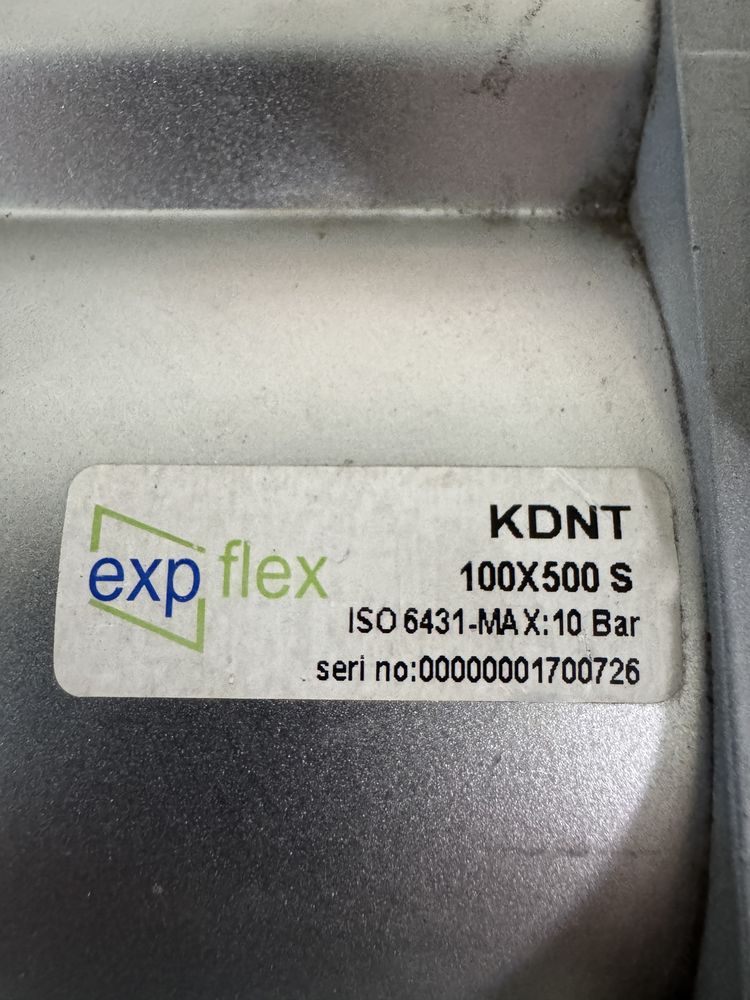 exp flex
KDNT
100X500 S
ISO 6431-MAX:10 Bar
seri no:00000001700726